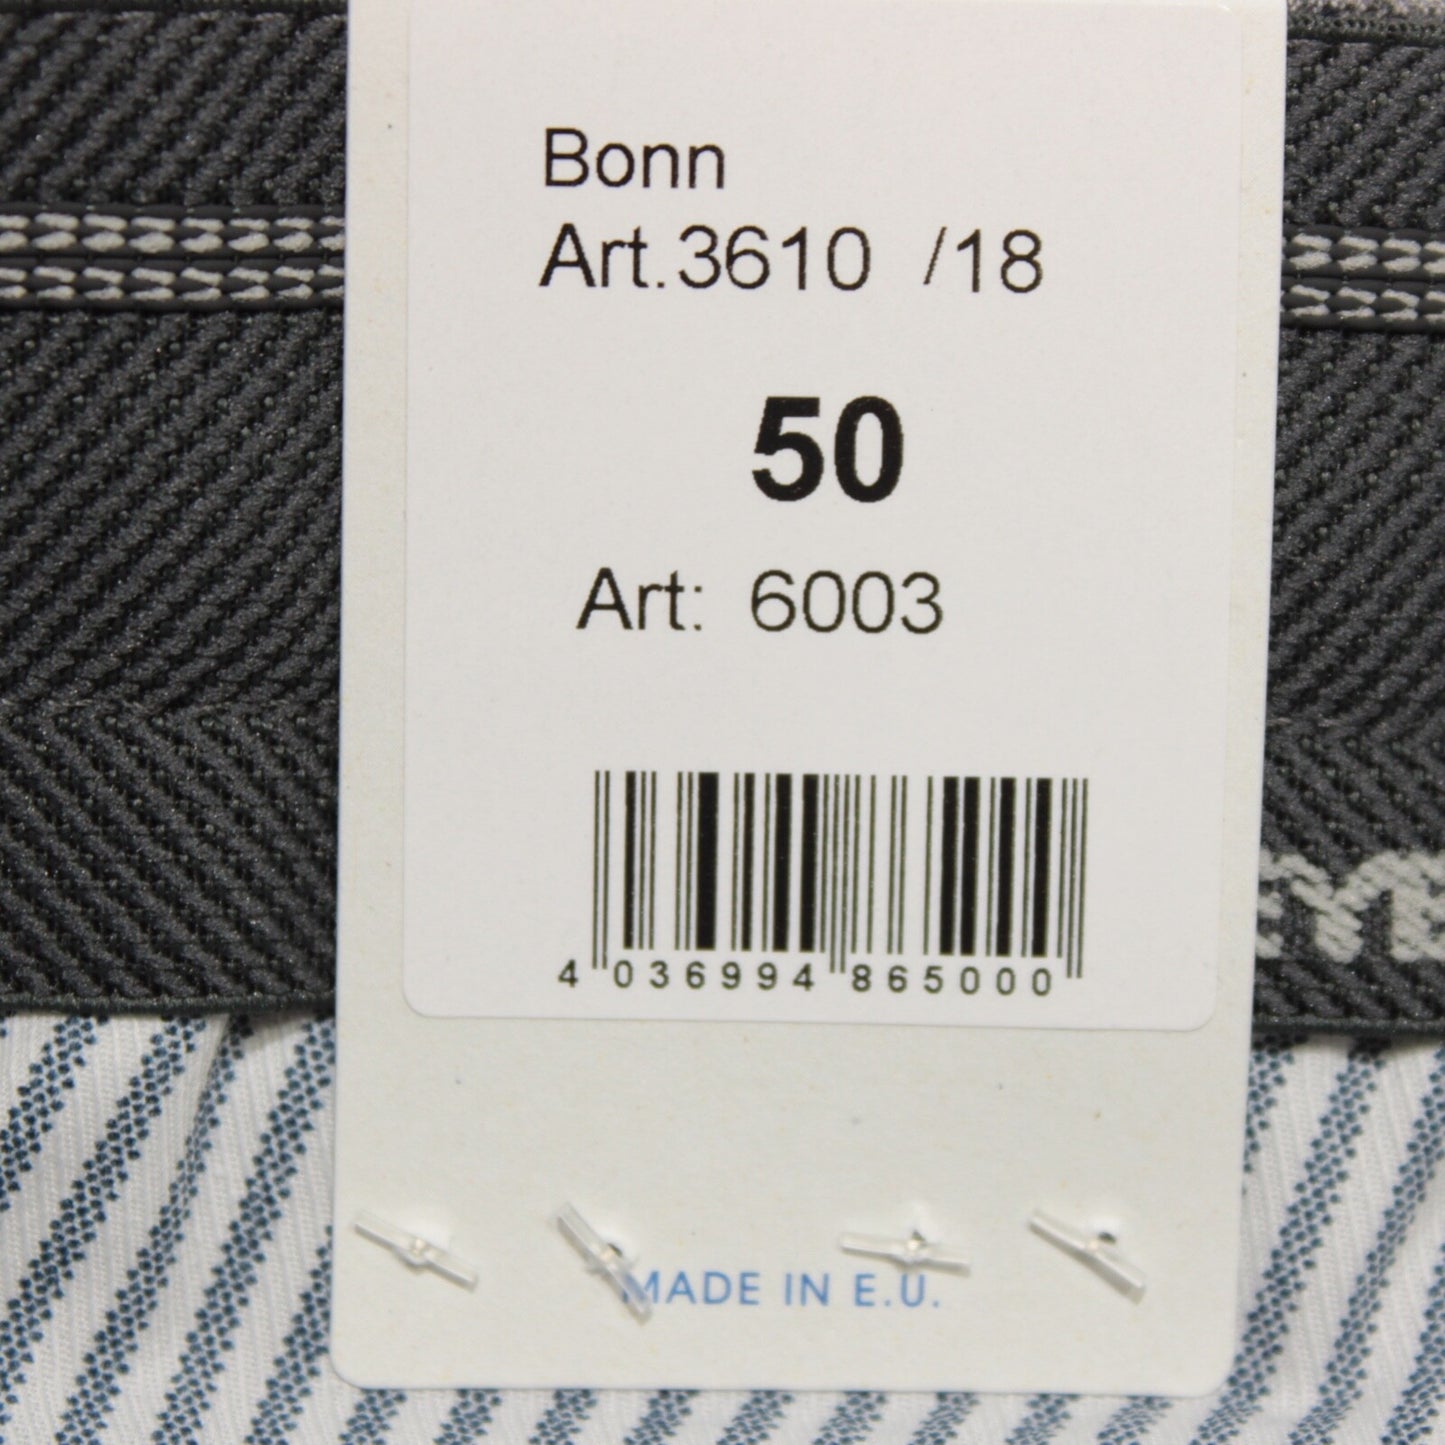 Bonn
Art.3610 /18
50
Art: 6003
4 036994 865000
MADE IN E.U.